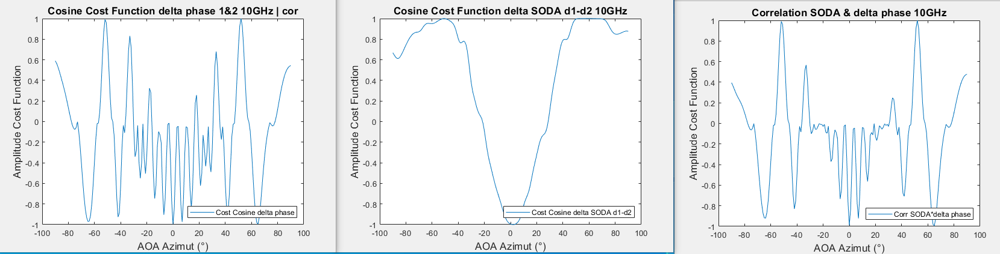 Cosine Cost Function delta phase 1&2 10GHz | cor
Amplitude Cost Function
1
0.8
0.6
0.4
0.2
0
-0.2
-0.4
-0.6
-0.8
-1
Cost Cosine delta phase
-100 -80 -60 -40 -20 0 20 40 60 80 100
AOA Azimut (°)
Cosine Cost Function delta SODA d1-d2 10GHz
Amplitude Cost Function
1
0.8
0.6
0.4
0.2
0
-0.2
-0.4
-0.6
-0.8
-1
Cost Cosine delta SODA d1-d2
-100 -80 -60 -40 -20 0 20 40 60 80 100
AOA Azimut (°)
Correlation SODA & delta phase 10GHz
Amplitude Cost Function
1
0.8
0.6
0.4
0.2
0
-0.2
-0.4
-0.6
-0.8
-1
Corr SODA*delta phase
-100 -80 -60 -40 -20 0 20 40 60 80 100
AOA Azimut (°)